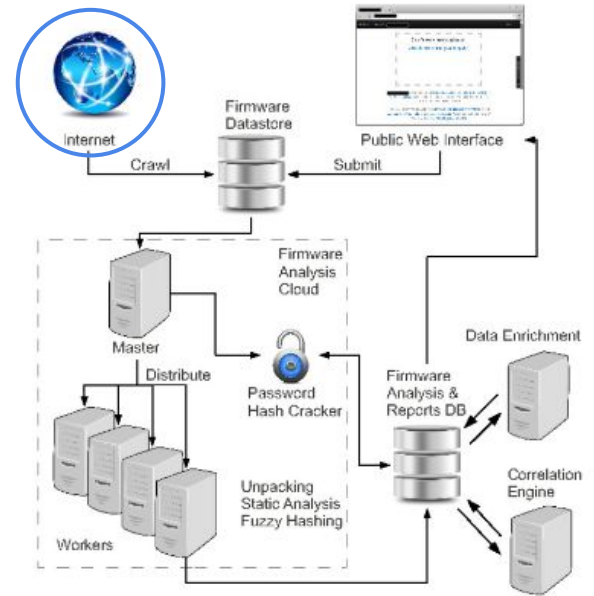 Internet
Firmware
Datastore
Public Web Interface
Crawl
Submit
Firmware
Analysis
Cloud
Master
Distribute
Password
Hash Cracker
Data Enrichment
Firmware
Analysis &
Reports DB
Correlation
Engine
Unpacking
Static Analysis
Fuzzy Hashing
Workers